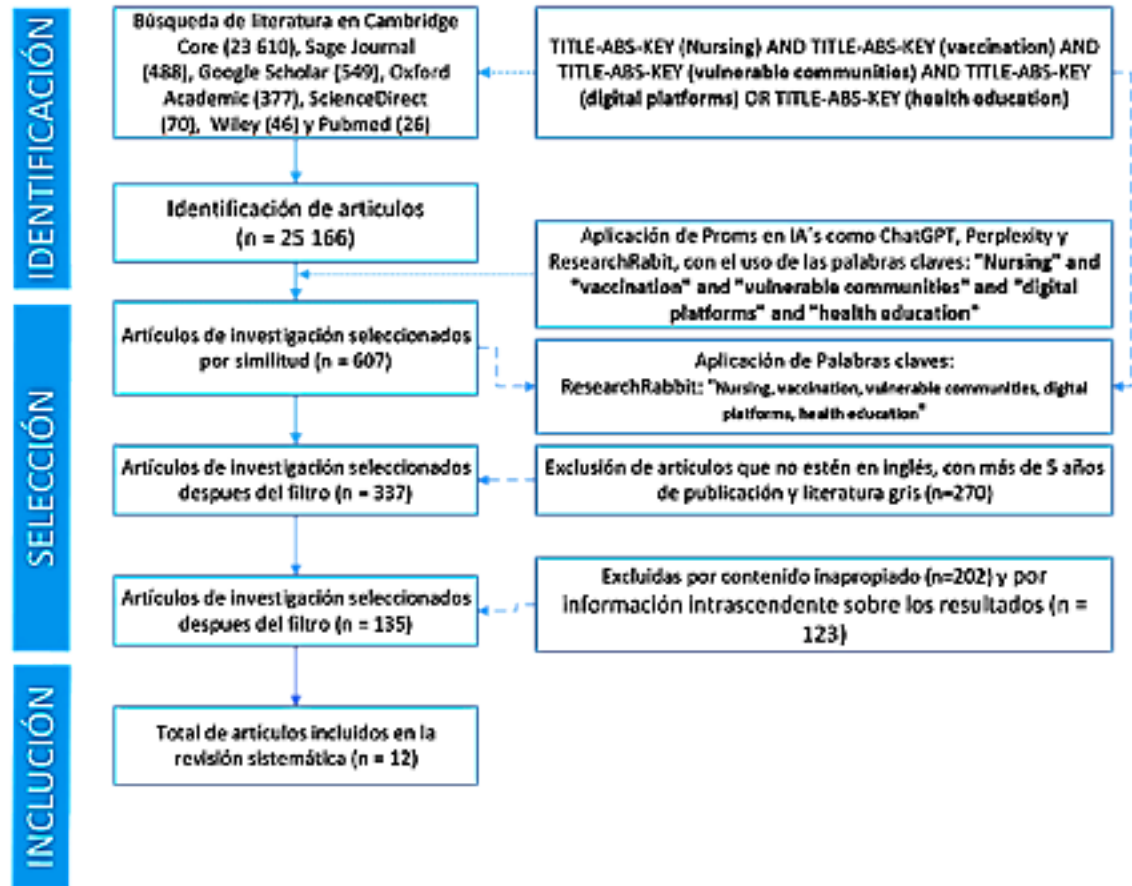 IDENTIFICACIÓN
Búsqueda de literatura en Cambridge
Core (23 610), Sage Journal
(488), Google Scholar (549), Oxford
Academic (377), ScienceDirect
(70), Wiley (46) y Pubmed (26)
TITLE-ABS-KEY (Nursing) AND TITLE-ABS-KEY (vaccination) AND
TITLE-ABS-KEY (vulnerable communities) AND TITLE-ABS-KEY
(digital platforms) OR TITLE-ABS-KEY (health education)
Identificación de articulos
(n = 25 166)
Aplicación de Proms en IA´s como ChatGPT, Perplexity y
ResearchRabit, con el uso de las palabras claves: "Nursing" and
"vaccination" and "vulnerable communities" and "digital
platforms" and "health education"
SELECCIÓN
Artículos de investigación seleccionados
por similitud (n = 607)
Aplicación de Palabras claves:
ResearchRabbit: "Nursing, vaccination, vulnerable communities, digital
platforms, health education"
Artículos de investigación seleccionados
despues del filtro (n = 337)
Exclusión de articulos que no estén en inglés, con más de 5 años
de publicación y literatura gris (n=270)
Artículos de investigación seleccionados
despues del filtro (n = 135)
Excluidas por contenido inapropiado (n=202) y por
información intrascendente sobre los resultados (n =
123)
INCLUCIÓN
Total de artículos incluidos en la
revisión sistemática (n = 12)